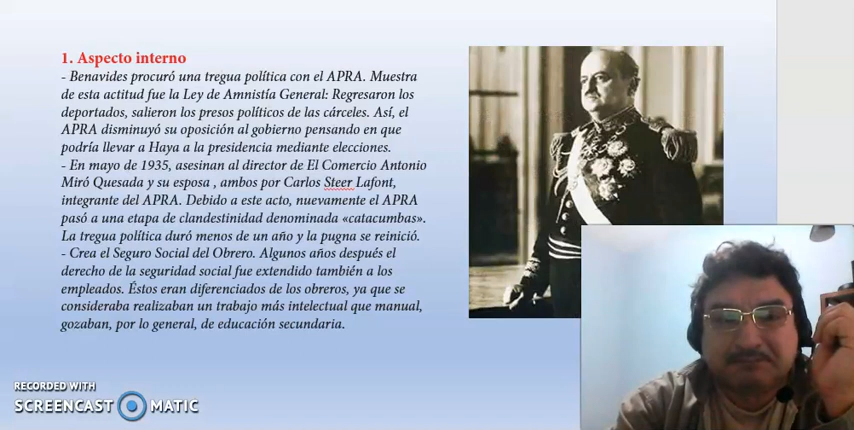 1. Aspecto interno
- Benavides procuró una tregua política con el APRA. Muestra
de esta actitud fue la Ley de Amnistía General: Regresaron los
deportados, salieron los presos políticos de las cárceles. Así, el
APRA disminuyó su oposición al gobierno pensando en que
podría llevar a Haya a la presidencia mediante elecciones.
- En mayo de 1935, asesinan al director de El Comercio Antonio
Miró Quesada y su esposa , ambos por Carlos Steer Lafont,
integrante del APRA. Debido a este acto, nuevamente el APRA
pasó a una etapa de clandestinidad denominada «catacumbas».
La tregua política duró menos de un año y la pugna se reinició.
- Crea el Seguro Social del Obrero. Algunos años después el
derecho de la seguridad social fue extendido también a los
empleados. Éstos eran diferenciados de los obreros, ya que se
consideraba realizaban un trabajo más intelectual que manual,
gozaban, por lo general, de educación secundaria.
RECORDED WITH
SCREENCAST MATIC